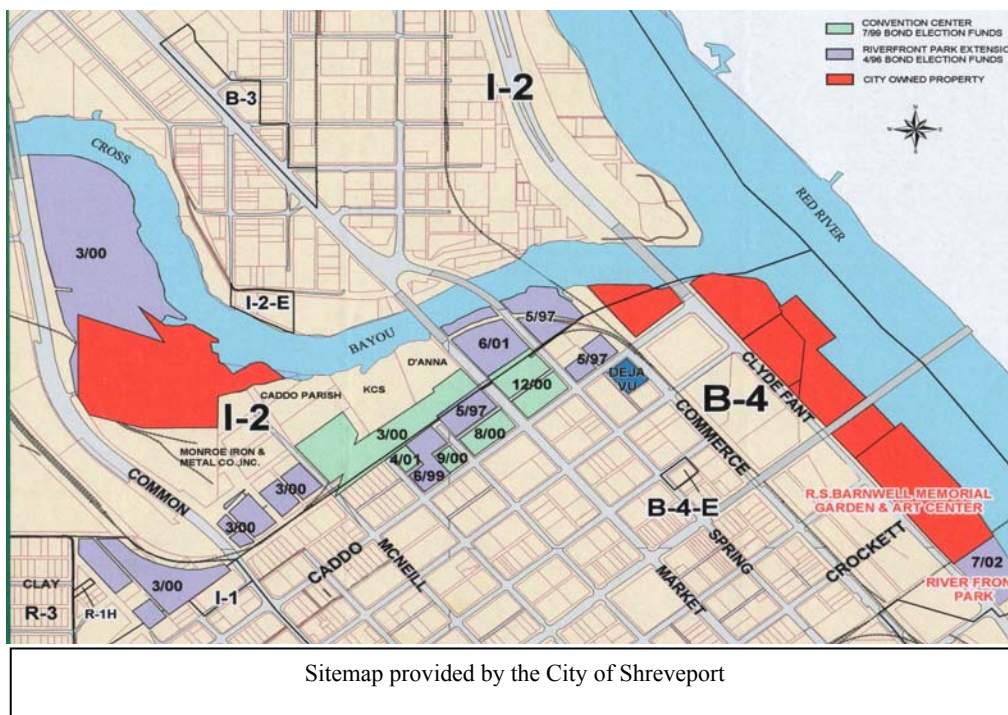 CONVENTION CENTER
7/99 BOND ELECTION FUNDS
RIVERFRONT PARK EXTENSIO
4/96 BOND ELECTION FUNDS
CITY OWNED PROPERTY
N
W
E
S
I-2
B-3
CROSS
RED RIVER
3/00
I-2-E
BAYOU
5/97
6/01
D'ANNA
KCS
CADDO PARISH
5/97
DEJA
VU
12/00
B-4
CLYDE FANT
I-2
5/97
3/00
8/00
COMMERCE
MONROE IRON &
METAL CO.,INC.
4/01
9/00
6/99
3/00
COMMON
3/00
B-4-E
R.S.BARNWELL MEMORIAL
GARDEN & ART CENTER
CADDO
MCNEILL
SPRING
CROCKETT
MARKET
7/02
RIVER FRON
PARK
3/00
CLAY
R-3
R-1H
I-1
Sitemap provided by the City of Shreveport